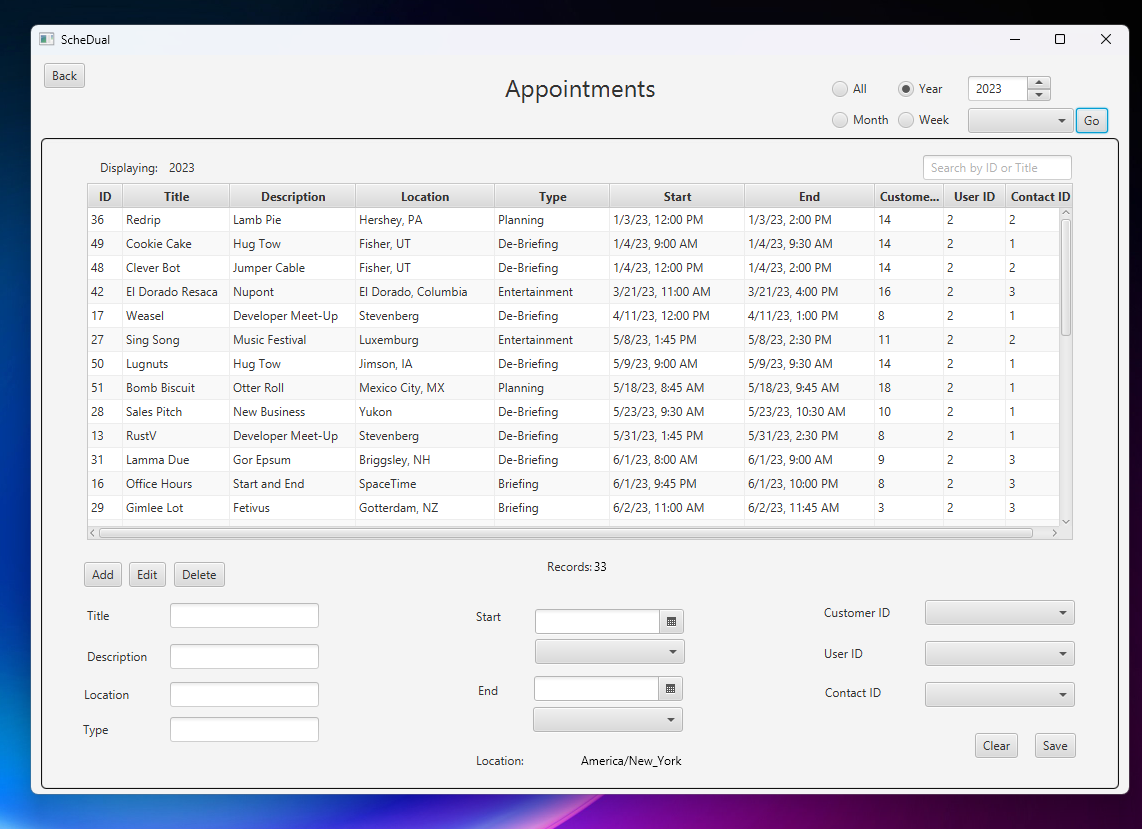 ScheDual
Back
Appointments
All Year 2023
Month Week Go
Displaying: 2023 Search by ID or Title
ID Title Description Location Type Start End Custome... User ID Contact ID
36 Redrip Lamb Pie Hershey, PA Planning 1/3/23, 12:00 PM 1/3/23, 2:00 PM 14 2 2
49 Cookie Cake Hug Tow Fisher, UT De-Briefing 1/4/23, 9:00 AM 1/4/23, 9:30 AM 14 2 1
48 Clever Bot Jumper Cable Fisher, UT De-Briefing 1/4/23, 12:00 PM 1/4/23, 2:00 PM 14 2 2
42 El Dorado Resaca Nupont El Dorado, Columbia Entertainment 3/21/23, 11:00 AM 3/21/23, 4:00 PM 16 2 3
17 Weasel Developer Meet-Up Stevenberg De-Briefing 4/11/23, 12:00 PM 4/11/23, 1:00 PM 8 2 1
27 Sing Song Music Festival Luxemburg Entertainment 5/8/23, 1:45 PM 5/8/23, 2:30 PM 11 2 2
50 Lugnuts Hug Tow Jimson, IA De-Briefing 5/9/23, 9:00 AM 5/9/23, 9:30 AM 14 2 1
51 Bomb Biscuit Otter Roll Mexico City, MX Planning 5/18/23, 8:45 AM 5/18/23, 9:45 AM 18 2 1
28 Sales Pitch New Business Yukon De-Briefing 5/23/23, 9:30 AM 5/23/23, 10:30 AM 10 2 1
13 RustV Developer Meet-Up Stevenberg De-Briefing 5/31/23, 1:45 PM 5/31/23, 2:30 PM 8 2 1
31 Lamma Due Gor Epsum Briggsley, NH De-Briefing 6/1/23, 8:00 AM 6/1/23, 9:00 AM 9 2 3
16 Office Hours Start and End SpaceTime Briefing 6/1/23, 9:45 PM 6/1/23, 10:00 PM 8 2 3
29 Gimlee Lot Fetivus Gotterdam, NZ Briefing 6/2/23, 11:00 AM 6/2/23, 11:45 AM 3 2 3
Add Edit Delete Records: 33
Title Start Customer ID
Description User ID
Location End Contact ID
Type
Clear Save
Location: America/New_York